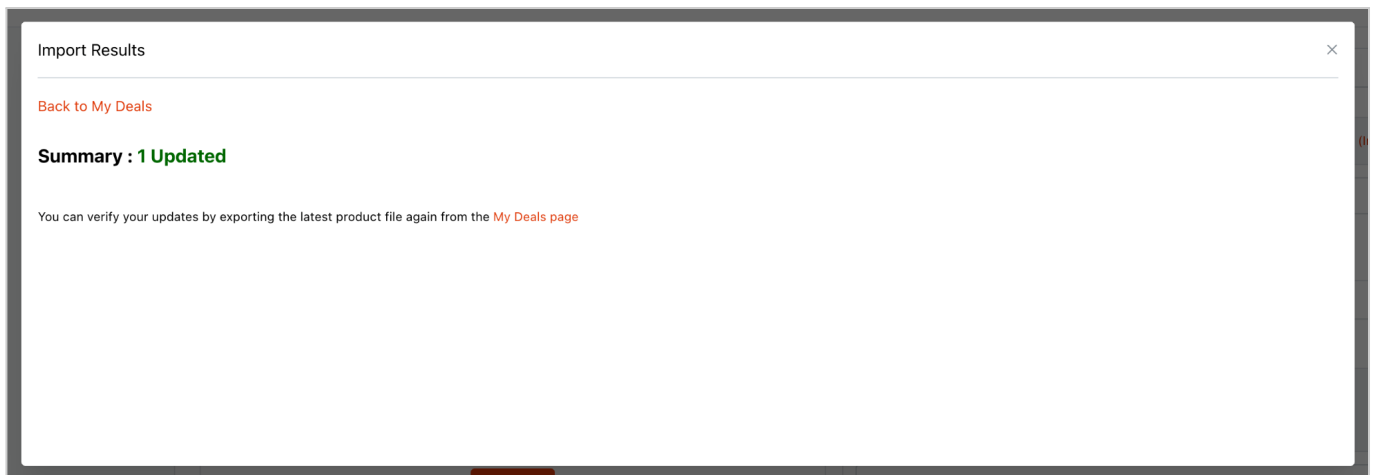 Import Results
Back to My Deals
Summary : 1 Updated
You can verify your updates by exporting the latest product file again from the My Deals page